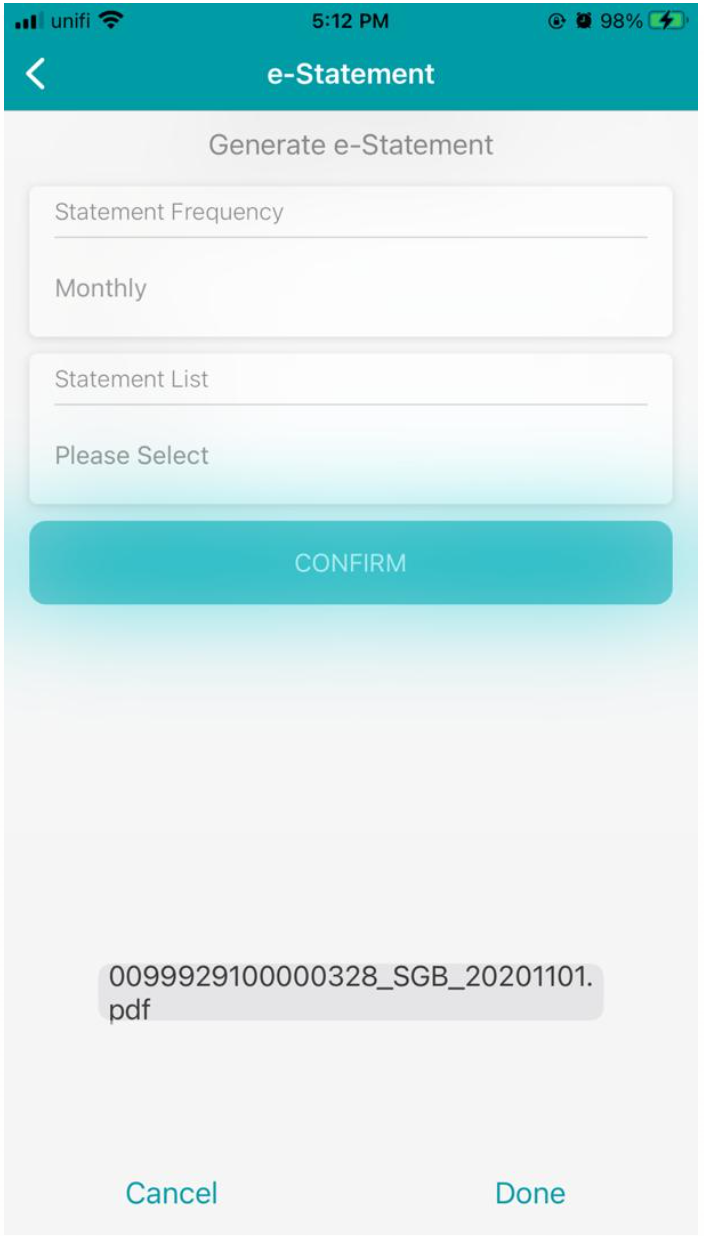 unifi 5:12 PM 98%
e-Statement
Generate e-Statement
Statement Frequency
Monthly
Statement List
Please Select
CONFIRM
0099929100000328_SGB_20201101.
pdf
Cancel Done